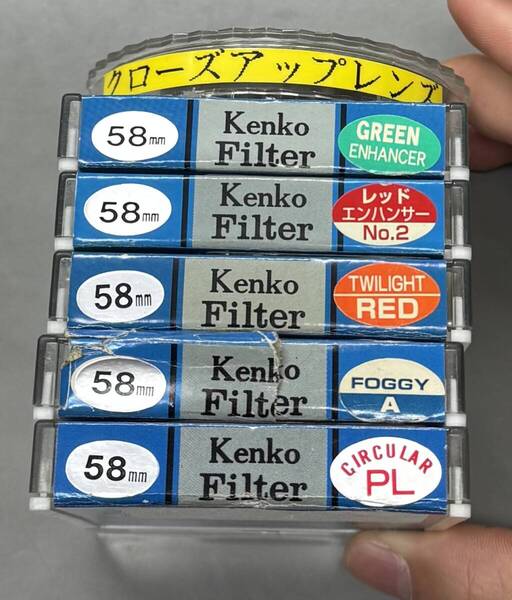 クローズアップレンズ
58mm
Kenko
Filter
GREEN
ENHANCER
58mm
Kenko
Filter
レッド
エンハンサー
No.2
58mm
Kenko
Filter
TWILIGHT
RED
58mm
Kenko
Filter
FOGGY
A
58mm
Kenko
Filter
CIRCULAR
PL